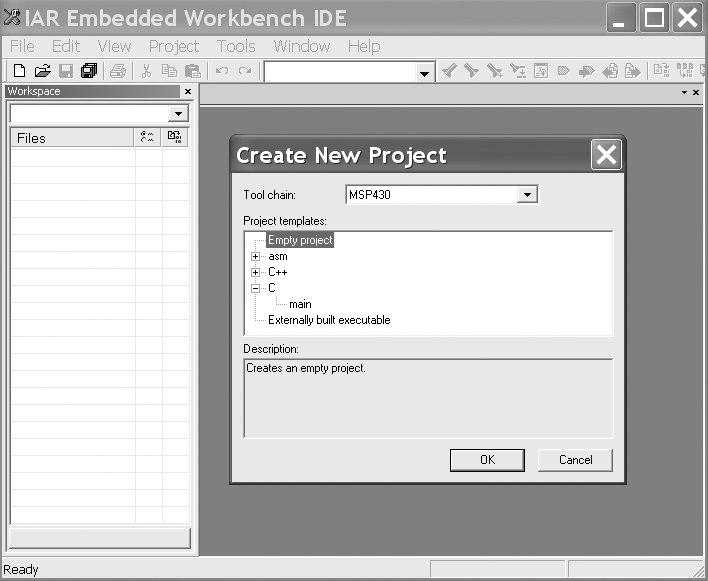 IAR Embedded Workbench IDE
File Edit View Project Tools Window Help
Workspace
Files
Create New Project
Tool chain: MSP430
Project templates:
Empty project
asm
C++
C
main
Externally built executable
Description:
Creates an empty project.
OK Cancel
Ready